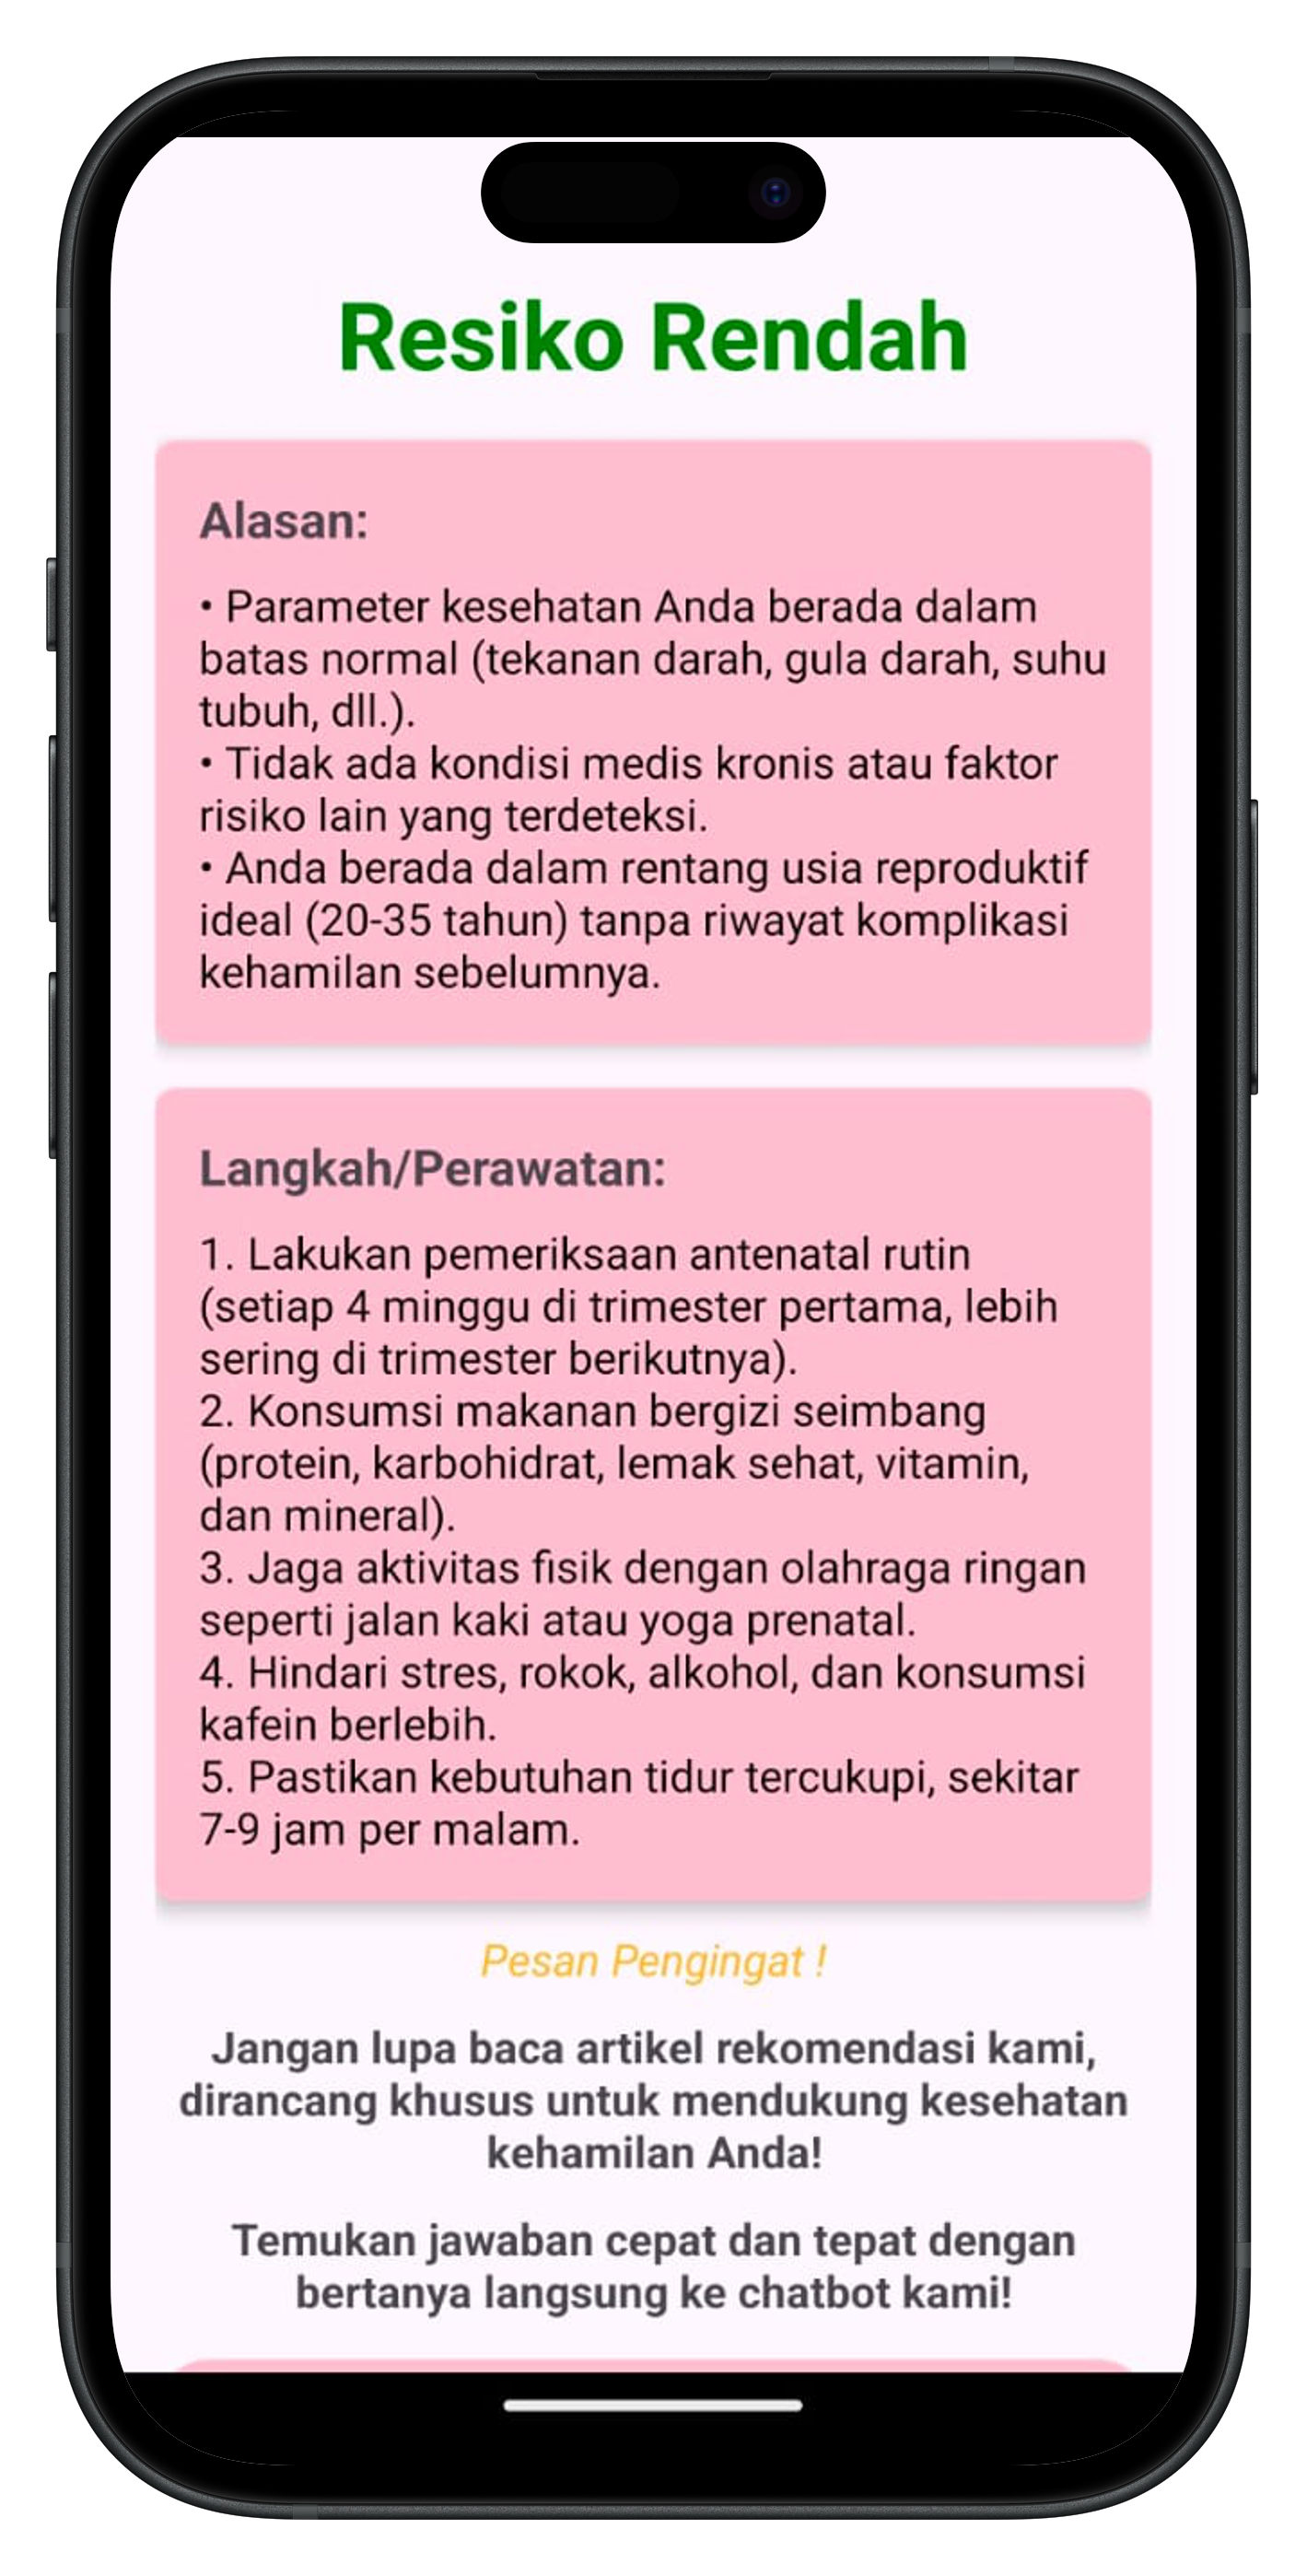 Resiko Rendah
Alasan:
• Parameter kesehatan Anda berada dalam
batas normal (tekanan darah, gula darah, suhu
tubuh, dll.).
• Tidak ada kondisi medis kronis atau faktor
risiko lain yang terdeteksi.
• Anda berada dalam rentang usia reproduktif
ideal (20-35 tahun) tanpa riwayat komplikasi
kehamilan sebelumnya.
Langkah/Perawatan:
1. Lakukan pemeriksaan antenatal rutin
(setiap 4 minggu di trimester pertama, lebih
sering di trimester berikutnya).
2. Konsumsi makanan bergizi seimbang
(protein, karbohidrat, lemak sehat, vitamin,
dan mineral).
3. Jaga aktivitas fisik dengan olahraga ringan
seperti jalan kaki atau yoga prenatal.
4. Hindari stres, rokok, alkohol, dan konsumsi
kafein berlebih.
5. Pastikan kebutuhan tidur tercukupi, sekitar
7-9 jam per malam.
Pesan Pengingat !
Jangan lupa baca artikel rekomendasi kami,
dirancang khusus untuk mendukung kesehatan
kehamilan Anda!
Temukan jawaban cepat dan tepat dengan
bertanya langsung ke chatbot kami!